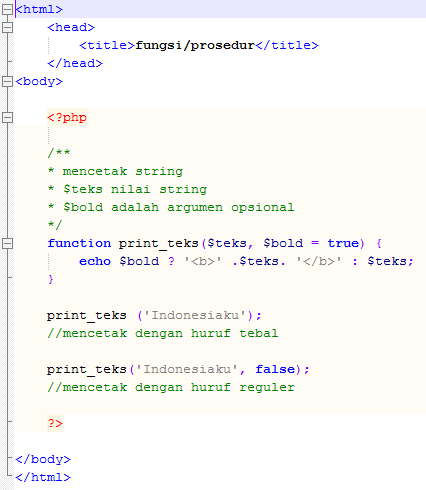 <html>
<head>
<title>fungsi/prosedur</title>
</head>
<body>
<?php
/**
* mencetak string
* $teks nilai string
* $bold adalah argumen opsional
*/
function print_teks($teks, $bold = true) {
echo $bold ? '<b>' .$teks. '</b>' : $teks;
}
print_teks ('Indonesiaku');
//mencetak dengan huruf tebal
print_teks('Indonesiaku', false);
//mencetak dengan huruf reguler
?>
</body>
</html>